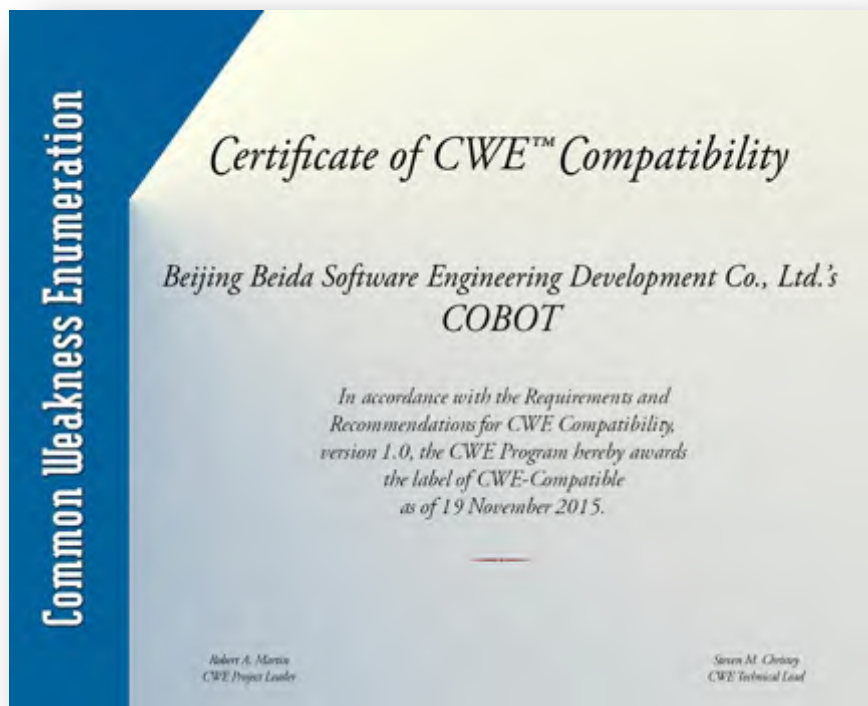 Common Weakness Enumeration
Certificate of CWE™ Compatibility
Beijing Beida Software Engineering Development Co., Ltd.'s
COBOT
In accordance with the Requirements and
Recommendations for CWE Compatibility,
version 1.0, the CWE Program hereby awards
the label of CWE-Compatible
as of 19 November 2015.
Robert A. Martin
CWE Project Leader
Steven M. Christey
CWE Technical Lead